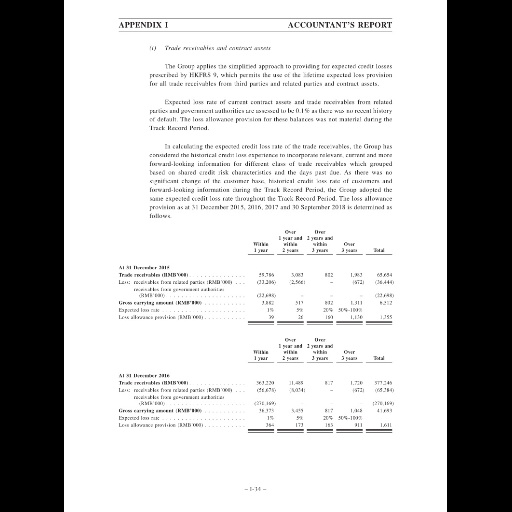 APPENDIX I ACCOUNTANT'S REPORT
(i) Trade receivables and contract assets
The Group applies the simplified approach to providing for expected credit losses
prescribed by HKFRS 9, which permits the use of the lifetime expected loss provision
for all trade receivables from third parties and related parties and contract assets.
Expected loss rate of current contract assets and trade receivables from related
parties and government authorities are assessed to be 0.1% as there was no recent history
of default. The loss allowance provision for these balances was not material during the
Track Record Period.
In calculating the expected credit loss rate of the trade receivables, the Group has
considered the historical credit loss experience to incorporate relevant, current and more
forward-looking information for different class of trade receivables which grouped
based on shared credit risk characteristics and the days past due. As there was no
significant change of the customer base, historical credit loss rate of customers and
forward-looking information during the Track Record Period, the Group adopted the
same expected credit loss rate throughout the Track Record Period. The loss allowance
provision as at 31 December 2015, 2016, 2017 and 30 September 2018 is determined as
follows.
Over Over
1 year and 2 years and
Within within within Over
1 year 2 years 3 years 3 years Total
At 31 December 2015
Trade receivables (RMB'000) 59,786 3,083 802 1,983 65,654
Less: receivables from related parties (RMB'000) (33,206) (2,566) – (672) (36,444)
receivables from government authorities
(RMB'000) (22,698) – – – (22,698)
Gross carrying amount (RMB'000) 3,882 517 802 1,311 6,512
Expected loss rate 1% 5% 20% 50%-100%
Loss allowance provision (RMB'000) 39 26 160 1,130 1,355
Over Over
1 year and 2 years and
Within within within Over
1 year 2 years 3 years 3 years Total
At 31 December 2016
Trade receivables (RMB'000) 363,220 11,489 817 1,720 377,246
Less: receivables from related parties (RMB'000) (56,678) (8,034) – (672) (65,384)
receivables from government authorities
(RMB'000) (270,169) – – – (270,169)
Gross carrying amount (RMB'000) 36,373 3,455 817 1,048 41,693
Expected loss rate 1% 5% 20% 50%-100%
Loss allowance provision (RMB'000) 364 173 163 911 1,611
– I-34 –